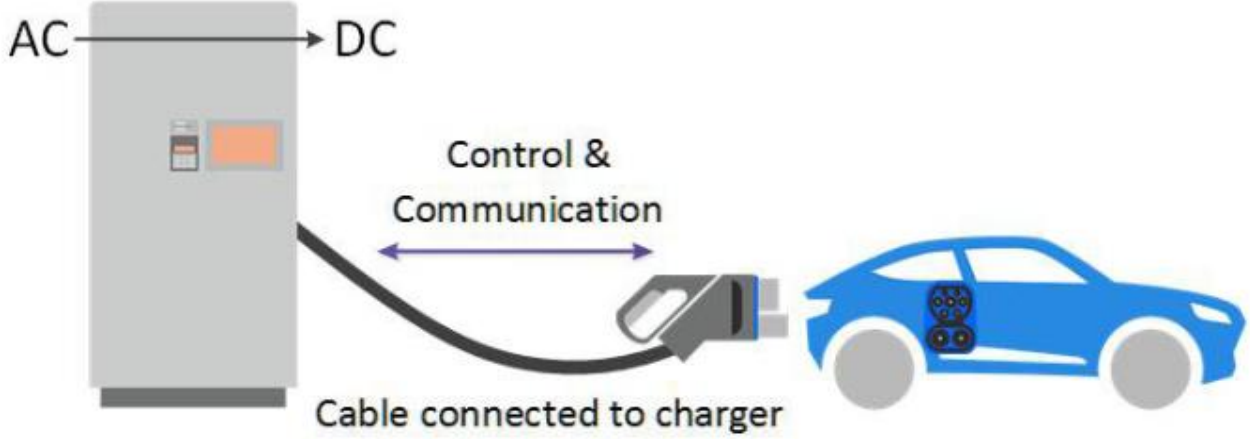 AC
DC
Control &
Communication
Cable connected to charger